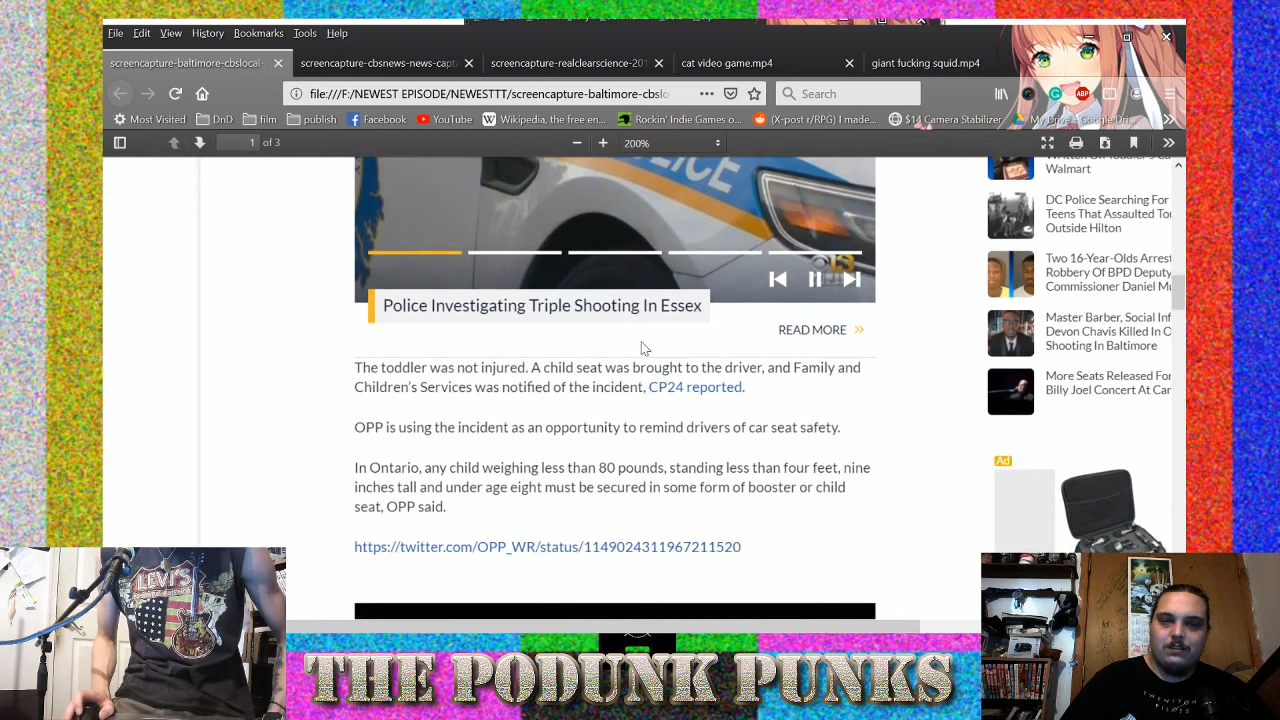 File Edit View History Bookmarks Tools Help
screencapture-baltimore-cbslocal- screencapture-cbsnews-news-capt screencapture-realclearscience-201 cat video game.mp4 giant fucking squid.mp4
file:///F:/NEWEST EPISODE/NEWESTTT/screencapture-baltimore-cbslo Search
Most Visited DnD film publish Facebook YouTube Wikipedia, the free en... Rockin' Indie Games o... (X-post r/RPG) I made... $14 Camera Stabilizer My Drive - Google Dri...
1 of 3 200%
LICE
Police Investigating Triple Shooting In Essex
READ MORE
The toddler was not injured. A child seat was brought to the driver, and Family and
Children's Services was notified of the incident, CP24 reported.
OPP is using the incident as an opportunity to remind drivers of car seat safety.
In Ontario, any child weighing less than 80 pounds, standing less than four feet, nine
inches tall and under age eight must be secured in some form of booster or child
seat, OPP said.
https://twitter.com/OPP_WR/status/1149024311967211520
Walmart
DC Police Searching For
Teens That Assaulted To
Outside Hilton
Two 16-Year-Olds Arrest
Robbery Of BPD Deputy
Commissioner Daniel Mu
Master Barber, Social Inf
Devon Chavis Killed In O
Shooting In Baltimore
More Seats Released For
Billy Joel Concert At Ca
Ad
LEVI'S
THE PODUNK PUNKS
TWENTY ØNE
PILØTS